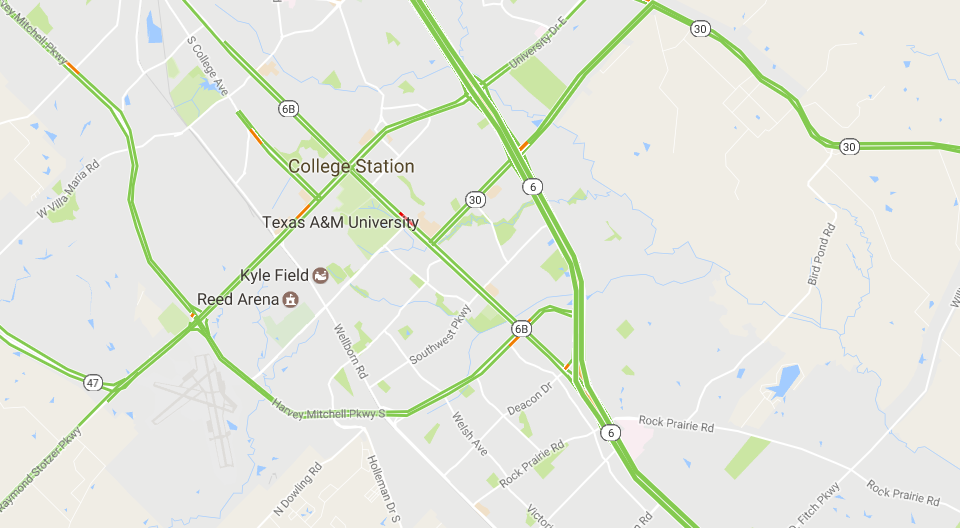 Harvey Mitchell Pkwy
S College Ave
University Dr E
30
6B
30
W Villa Maria Rd
College Station
6
30
Texas A&M University
Bird Pond Rd
Kyle Field
Reed Arena
6B
Wellborn Rd
Southwest Pkwy
47
Deacon Dr
Harvey Mitchell Pkwy S
Rock Prairie Rd
6
Welsh Ave
Raymond Stotzer Pkwy
Rock Prairie Rd
N Dowling Rd
Holleman Dr S
Rock Prairie Rd
Fitch Pkwy